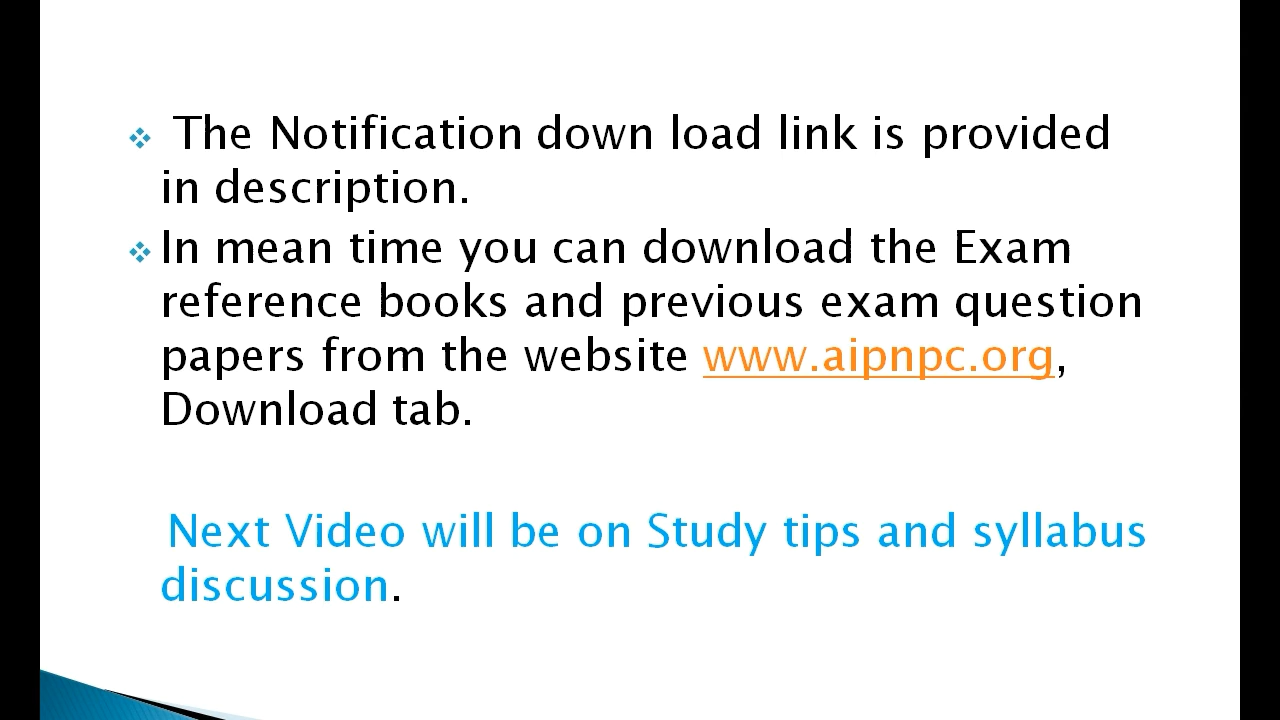 The Notification down load link is provided
in description.
In mean time you can download the Exam
reference books and previous exam question
papers from the website www.aipnpc.org,
Download tab.
Next Video will be on Study tips and syllabus
discussion.